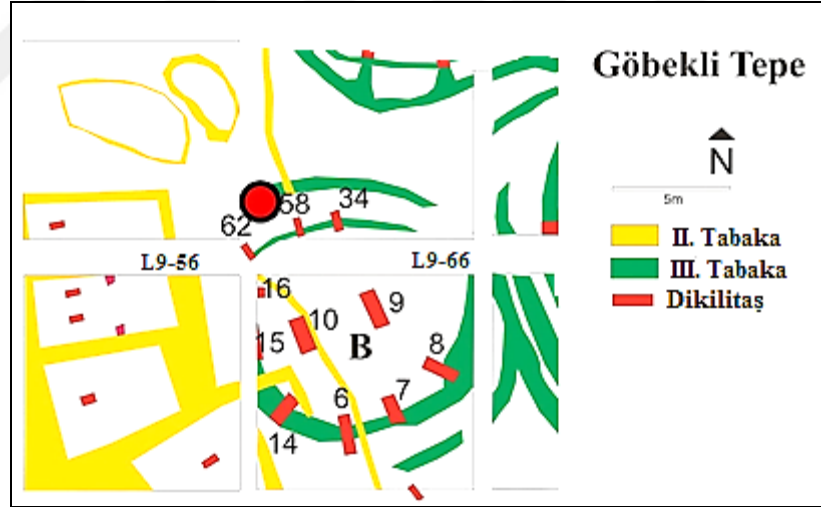 Göbekli Tepe
N
5m
II. Tabaka
III. Tabaka
Dikilitaş
62
58
34
L9-56
L9-66
16
10
9
15
B
8
6
7
14